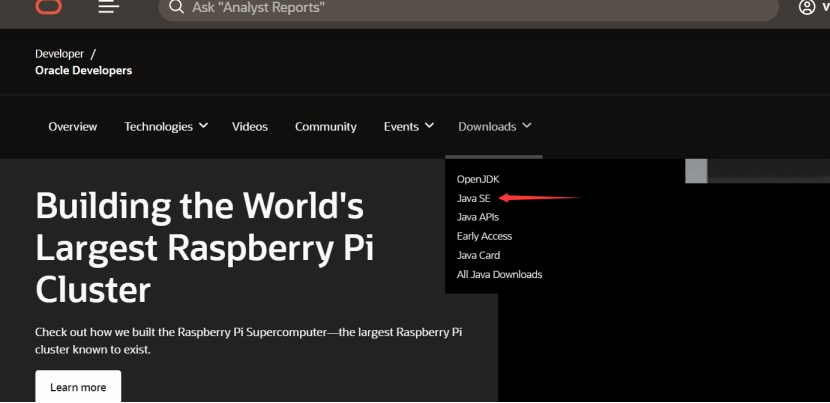 Ask "Analyst Reports"
Developer /
Oracle Developers
Overview Technologies Videos Community Events Downloads
OpenJDK
Java SE
Java APIs
Early Access
Java Card
All Java Downloads
Building the World's
Largest Raspberry Pi
Cluster
Check out how we built the Raspberry Pi Supercomputer—the largest Raspberry Pi
cluster known to exist.
Learn more